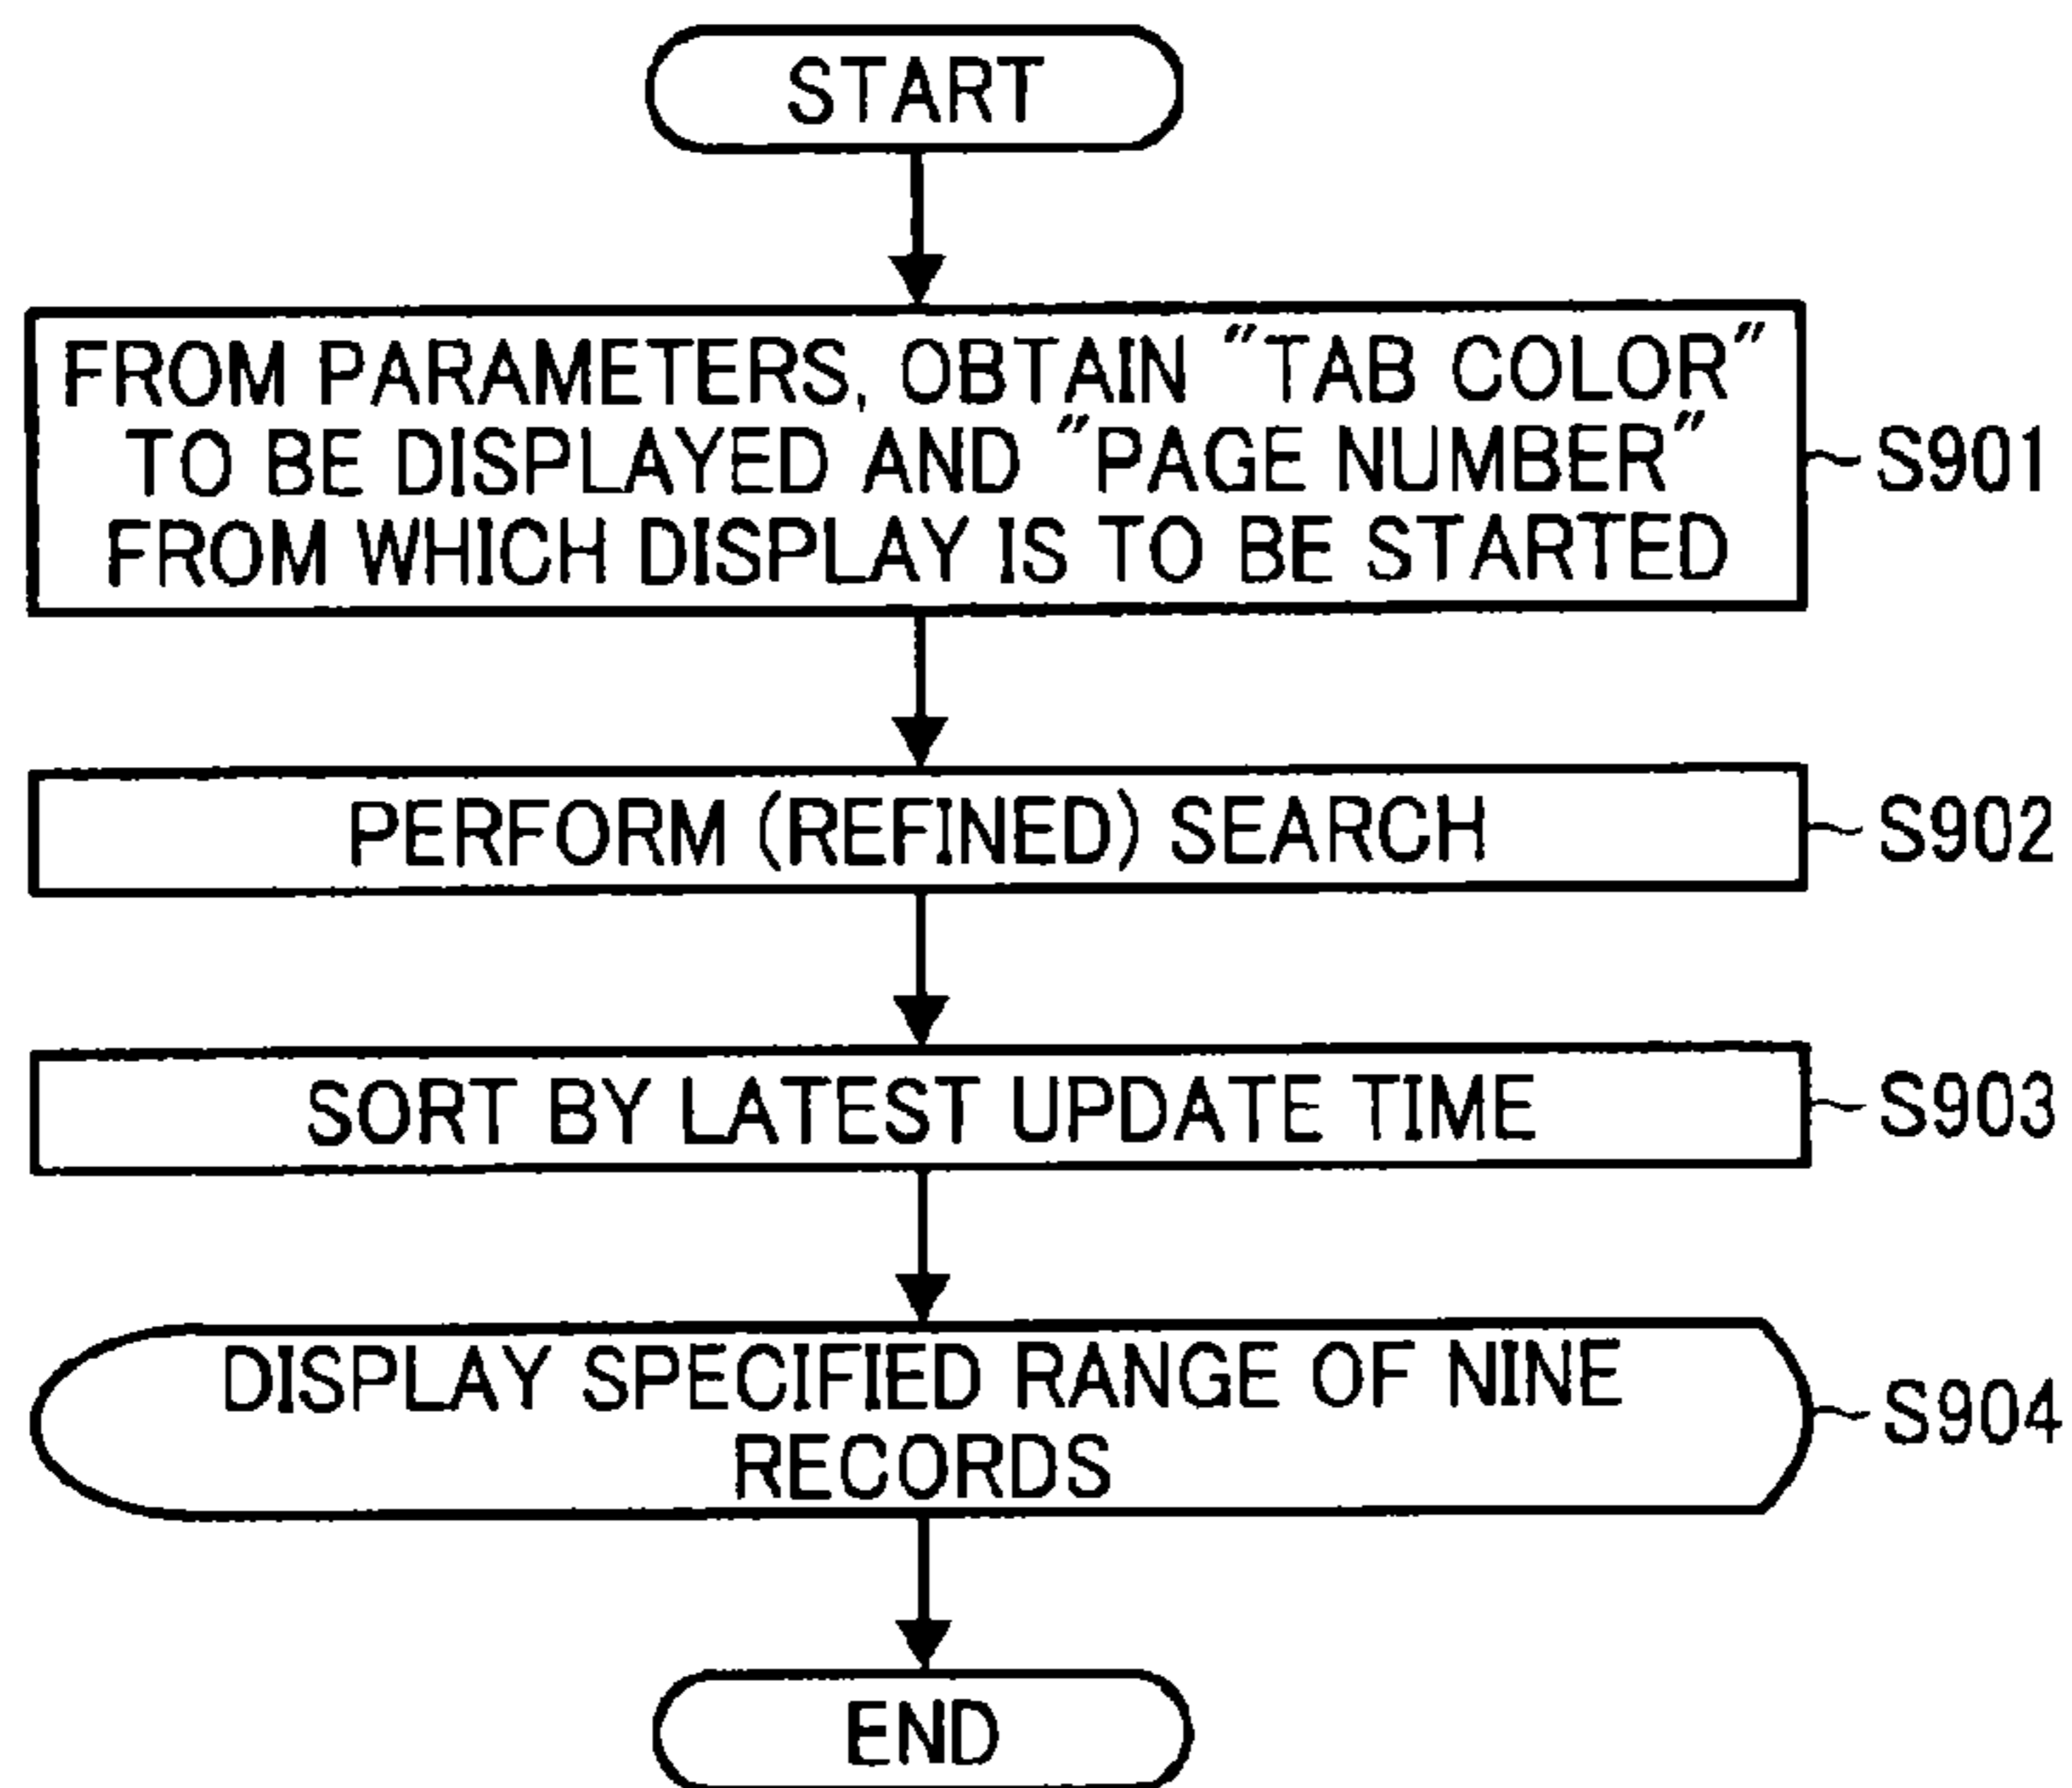 START
FROM PARAMETERS, OBTAIN "TAB COLOR"
TO BE DISPLAYED AND "PAGE NUMBER"
FROM WHICH DISPLAY IS TO BE STARTED
S901
PERFORM (REFINED) SEARCH
S902
SORT BY LATEST UPDATE TIME
S903
DISPLAY SPECIFIED RANGE OF NINE
RECORDS
S904
END